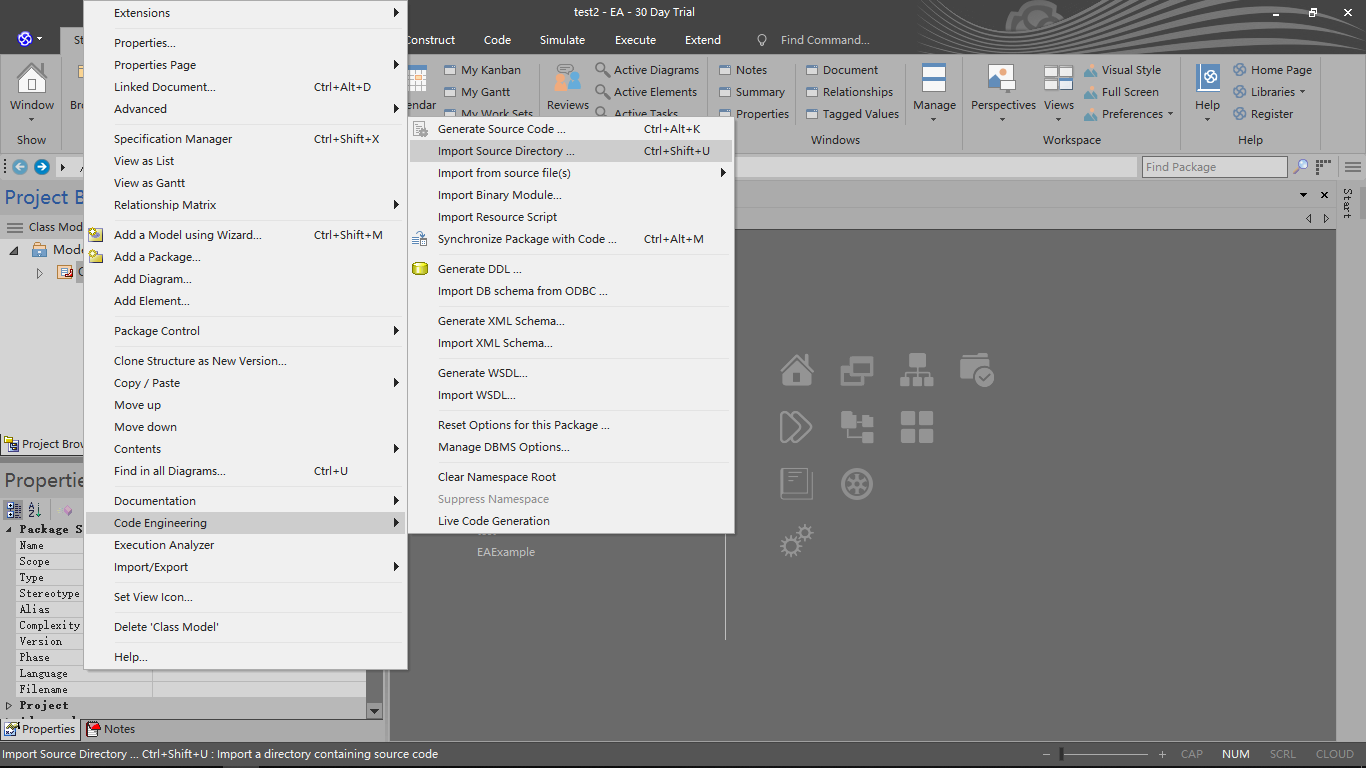 test2 - EA - 30 Day Trial
St
Construct
Code
Simulate
Execute
Extend
Find Command...
Window
Show
Bro
endar
My Kanban
My Gantt
My Work Sets
Reviews
Active Diagrams
Active Elements
Active Tasks
Notes
Summary
Properties
Document
Relationships
Tagged Values
Windows
Manage
Perspectives
Views
Visual Style
Full Screen
Preferences
Workspace
Help
Home Page
Libraries
Register
Help
Find Package
Start
Project B
Class Mod
Mode
Project Brow
Extensions
Properties...
Properties Page
Linked Document... Ctrl+Alt+D
Advanced
Specification Manager Ctrl+Shift+X
View as List
View as Gantt
Relationship Matrix
Add a Model using Wizard... Ctrl+Shift+M
Add a Package...
Add Diagram...
Add Element...
Package Control
Clone Structure as New Version...
Copy / Paste
Move up
Move down
Contents
Find in all Diagrams... Ctrl+U
Documentation
Code Engineering
Execution Analyzer
Import/Export
Set View Icon...
Delete 'Class Model'
Help...
Generate Source Code ... Ctrl+Alt+K
Import Source Directory ... Ctrl+Shift+U
Import from source file(s)
Import Binary Module...
Import Resource Script
Synchronize Package with Code ... Ctrl+Alt+M
Generate DDL ...
Import DB schema from ODBC ...
Generate XML Schema...
Import XML Schema...
Generate WSDL...
Import WSDL...
Reset Options for this Package ...
Manage DBMS Options...
Clear Namespace Root
Suppress Namespace
Live Code Generation
EAExample
Propertie
Package S
Name
Scope
Type
Stereotype
Alias
Complexity
Version
Phase
Language
Filename
Project
Properties
Notes
Import Source Directory ... Ctrl+Shift+U : Import a directory containing source code
CAP NUM SCRL CLOUD